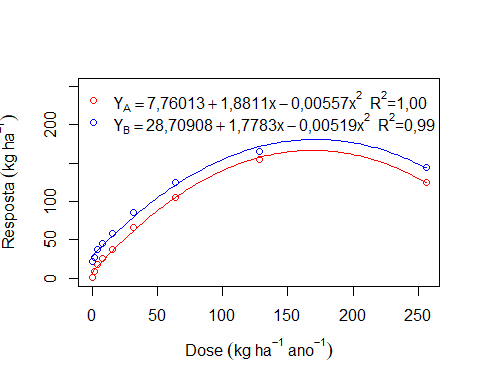 Y_A = 7,76013 + 1,8811x − 0,00557x² R²=1,00
Y_B = 28,70908 + 1,7783x − 0,00519x² R²=0,99
Resposta (kg ha⁻¹)
0 50 100 200
0 50 100 150 200 250
Dose (kg ha⁻¹ ano⁻¹)